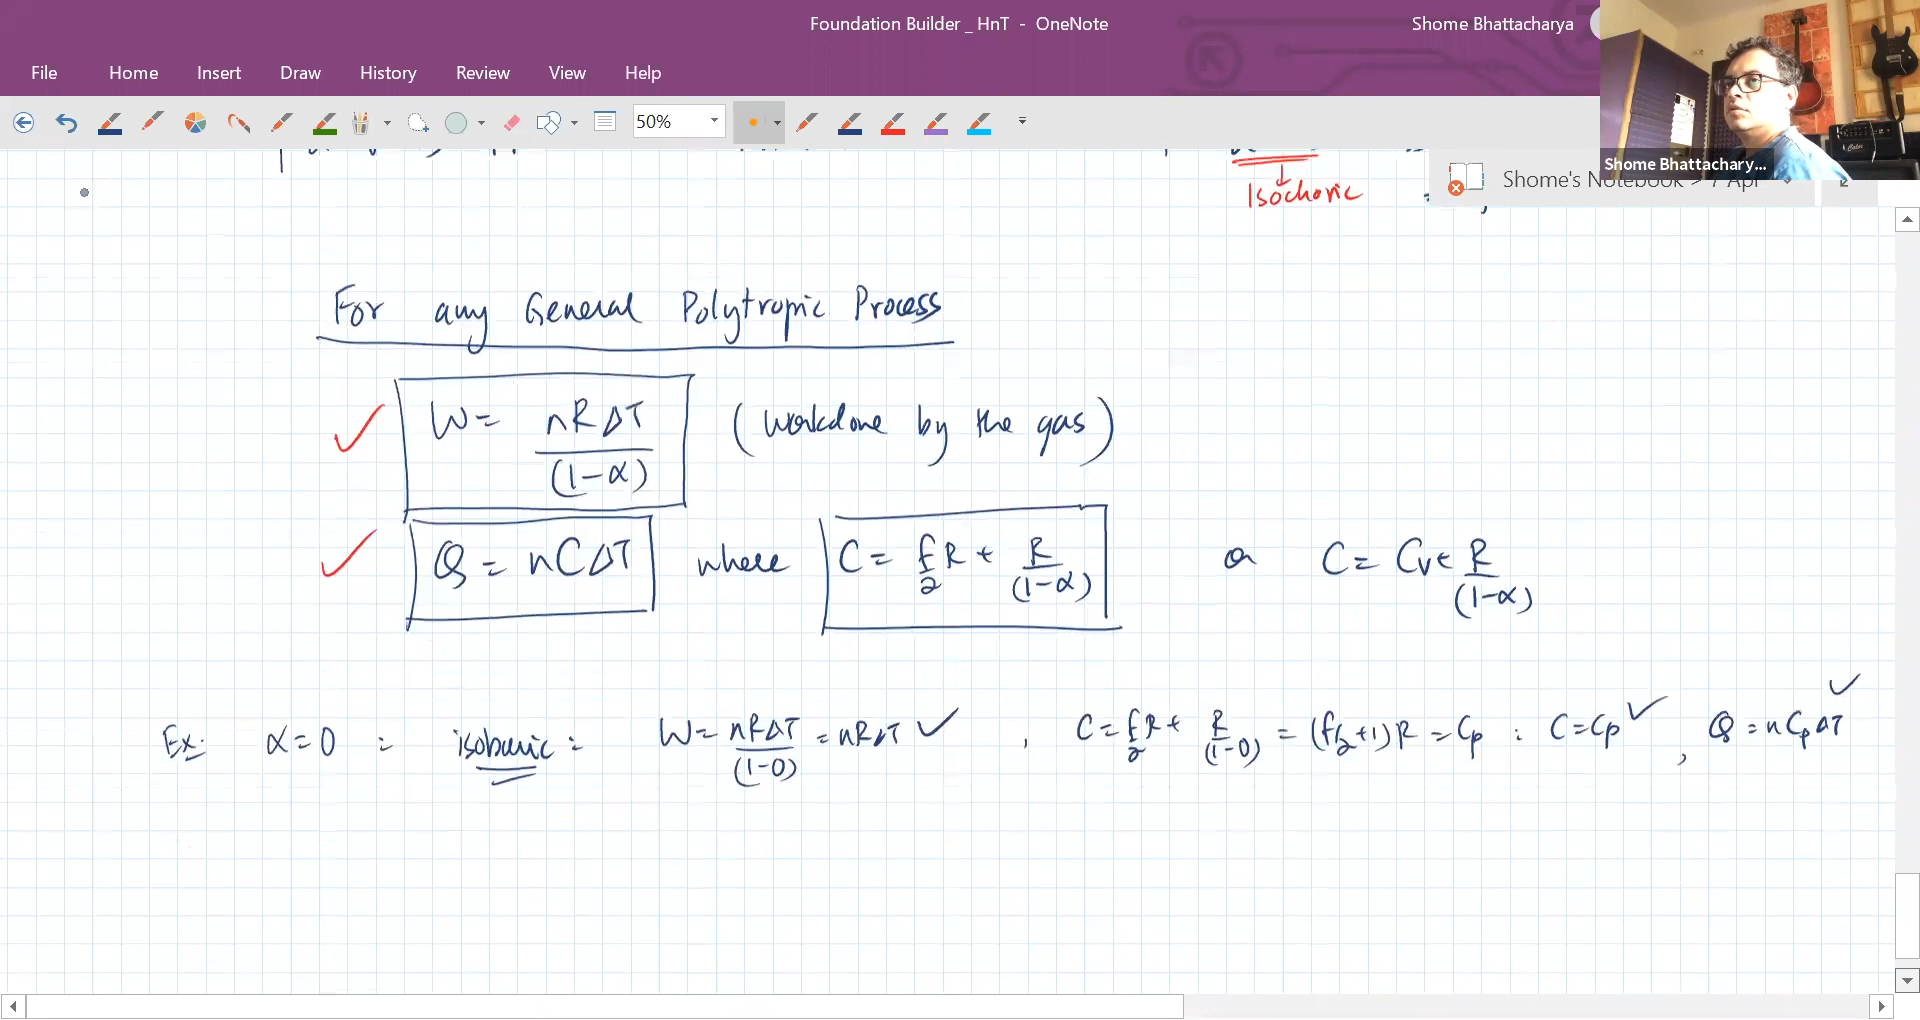 Foundation Builder _ HnT - OneNote
Shome Bhattacharya
File Home Insert Draw History Review View Help
50%
Shome Bhattachary...
Shome's Notebook > 7 Apr
Isochoric
For any General Polytropic Process
W = nRΔT/(1-α) (Workdone by the gas)
Q = nCΔT where C = f/2 R + R/(1-α) or C = Cv + R/(1-α)
Ex: α=0 : isobaric : W = nRΔT/(1-0) = nRΔT ✓, C = f/2 R + R/(1-0) = (f/2+1)R = Cp : C = Cp ✓, Q = nCpΔT ✓